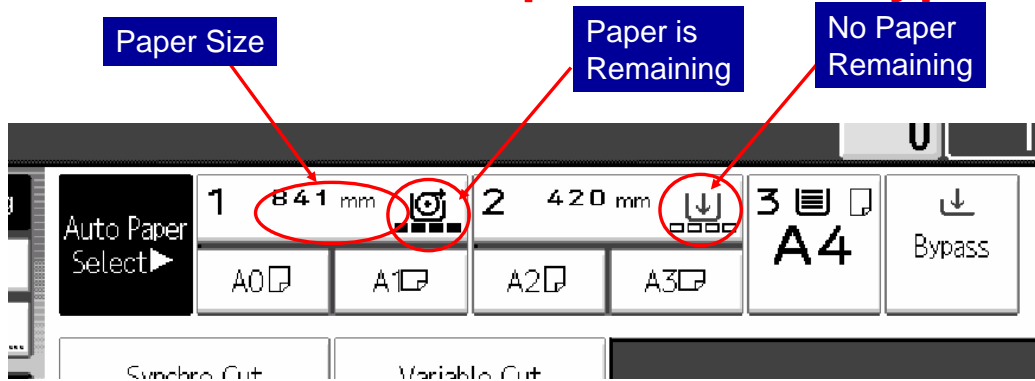 Paper Size
Paper is
Remaining
No Paper
Remaining
Auto Paper
Select▶
1 841 mm
2 420 mm
3
A4
Bypass
A0
A1
A2
A3
Synchro Cut
Variable Cut